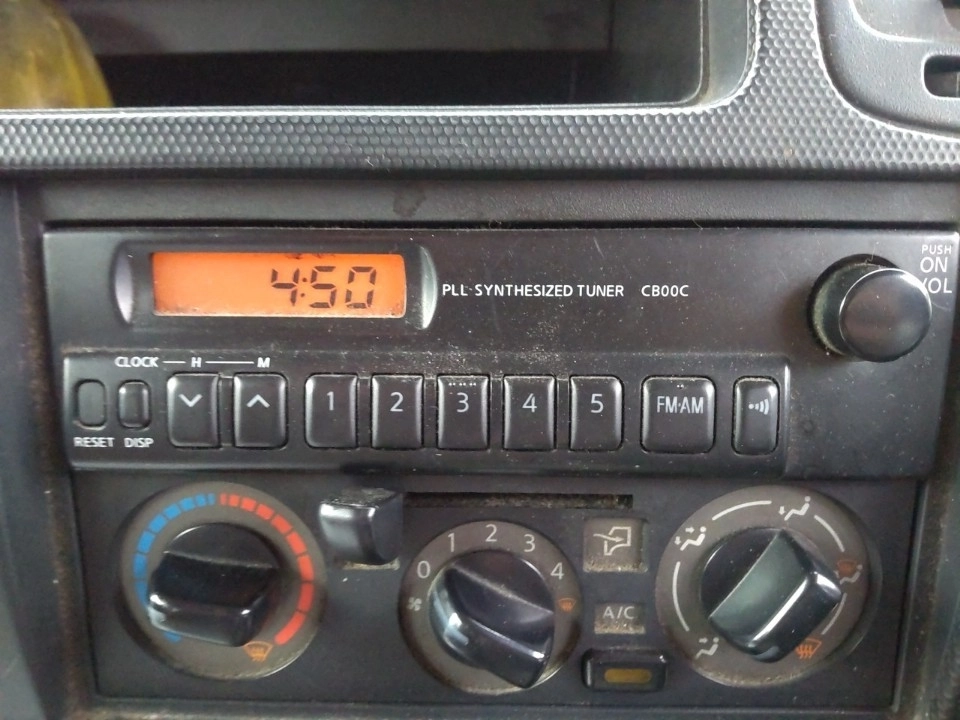 PUSH
ON
VOL
4:50
PLL SYNTHESIZED TUNER CB00C
CLOCK H M
1 2 3 4 5 FM·AM
RESET DISP
0 1 2 3 4
A/C